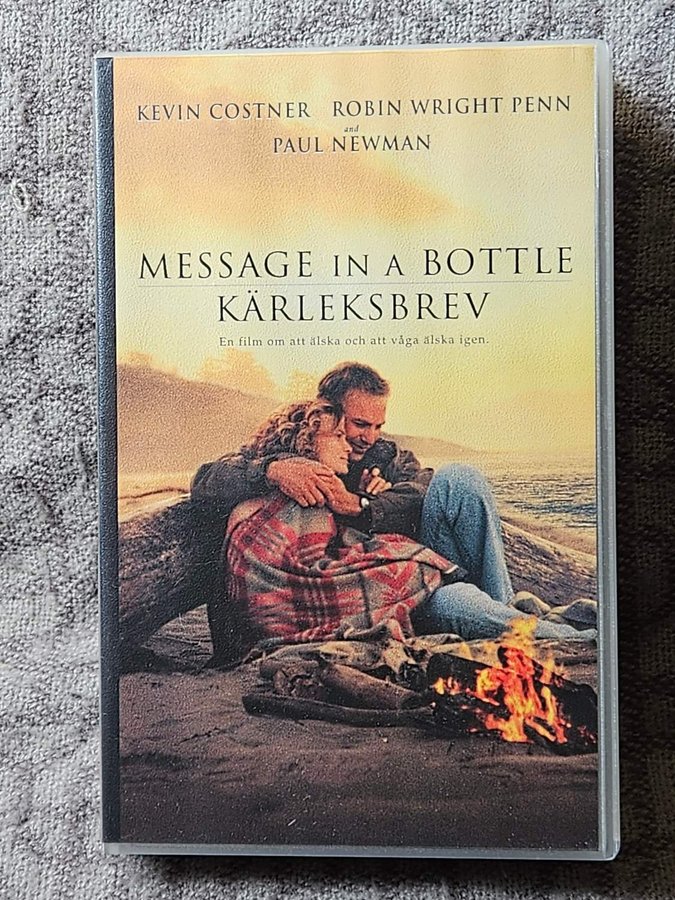 KEVIN COSTNER ROBIN WRIGHT PENN
and
PAUL NEWMAN
MESSAGE IN A BOTTLE
KÄRLEKSBREV
En film om att älska och att våga älska igen.